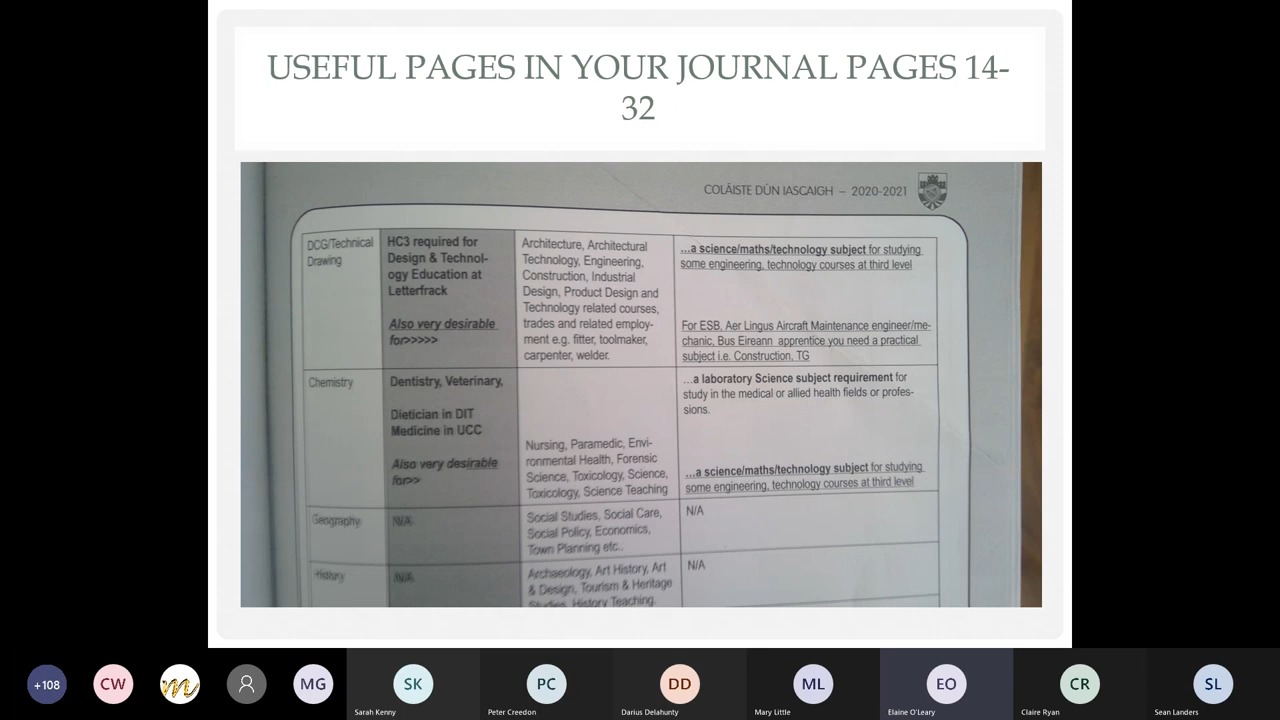 USEFUL PAGES IN YOUR JOURNAL PAGES 14-
32
COLÁISTE DÚN IASCAIGH – 2020-2021
DCG/Technical
Drawing
HC3 required for
Design & Technol-
ogy Education at
Letterfrack
Also very desirable
for>>>>>
Architecture, Architectural
Technology, Engineering,
Construction, Industrial
Design, Product Design and
Technology related courses,
trades and related employ-
ment e.g. fitter, toolmaker,
carpenter, welder.
...a science/maths/technology subject for studying
some engineering, technology courses at third level
For ESB, Aer Lingus Aircraft Maintenance engineer/me-
chanic, Bus Eireann apprentice you need a practical
subject i.e. Construction, TG
Chemistry
Dentistry, Veterinary,
Dietician in DIT
Medicine in UCC
Also very desirable
for>>
Nursing, Paramedic, Envi-
ronmental Health, Forensic
Science, Toxicology, Science,
Toxicology, Science Teaching
...a laboratory Science subject requirement for
study in the medical or allied health fields or profes-
sions.
...a science/maths/technology subject for studying
some engineering, technology courses at third level
Geography
N/A
Social Studies, Social Care,
Social Policy, Economics,
Town Planning etc..
N/A
History
N/A
Archaeology, Art History, Art
& Design, Tourism & Heritage
Studies, History Teaching.
N/A
+108
CW
m
MG
SK
Sarah Kenny
PC
Peter Creedon
DD
Darius Delahunty
ML
Mary Little
EO
Elaine O'Leary
CR
Claire Ryan
SL
Sean Landers